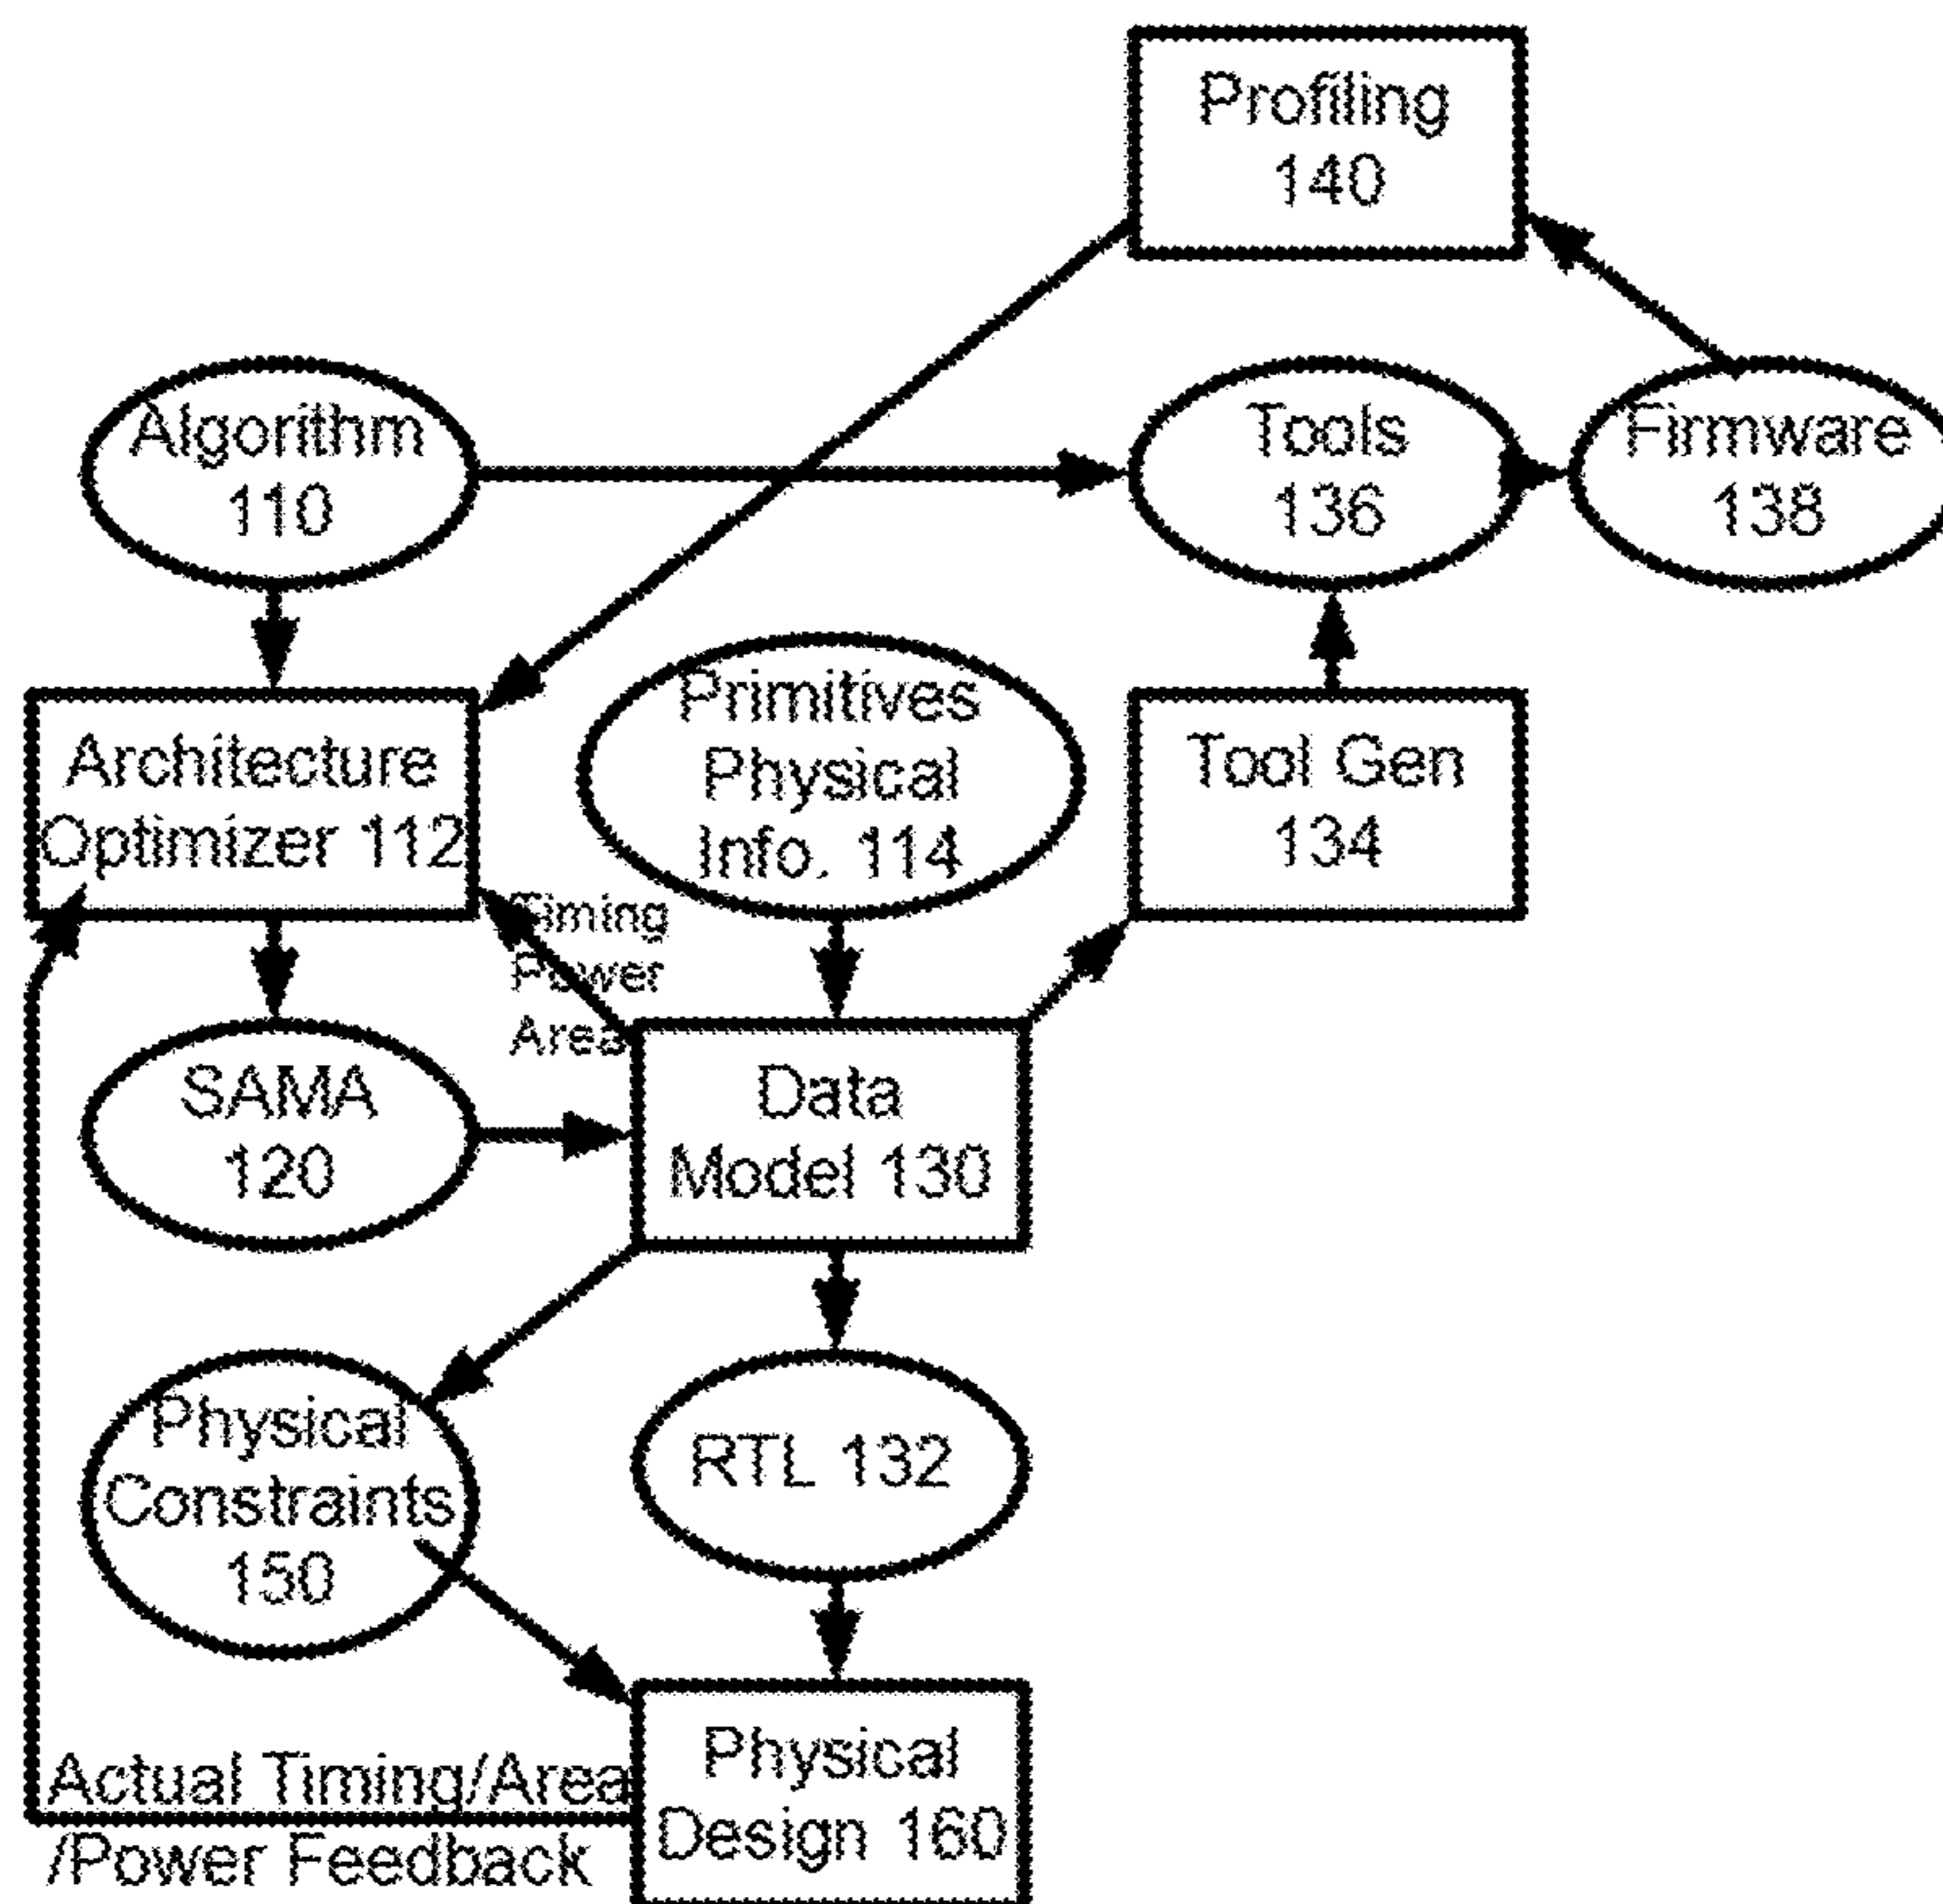 Profiling
140
Algorithm
110
Tools
136
Firmware
138
Architecture
Optimizer 112
Primitives
Physical
Info. 114
Tool Gen
134
Timing
Power
Area
SAMA
120
Data
Model 130
Physical
Constraints
150
RTL 132
Actual Timing/Area
/Power Feedback
Physical
Design 160